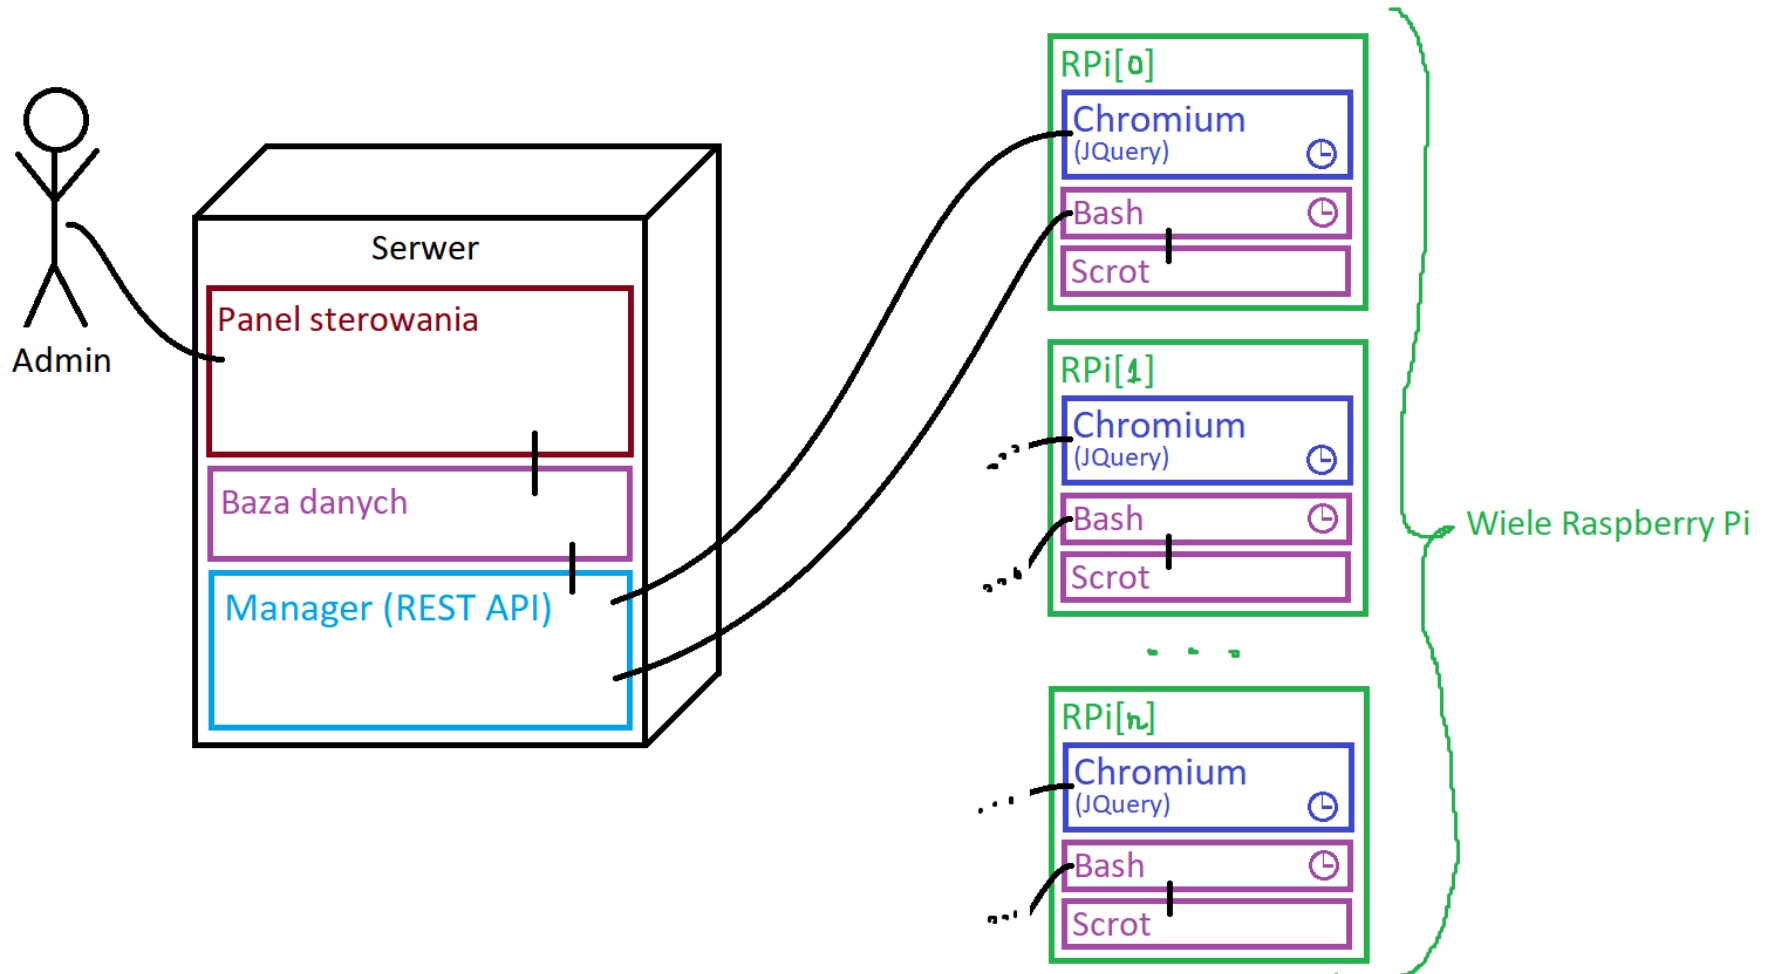 Admin
Serwer
Panel sterowania
Baza danych
Manager (REST API)
RPi[0]
Chromium
(JQuery)
Bash
Scrot
RPi[1]
Chromium
(JQuery)
Bash
Scrot
. . .
RPi[n]
Chromium
(JQuery)
Bash
Scrot
Wiele Raspberry Pi